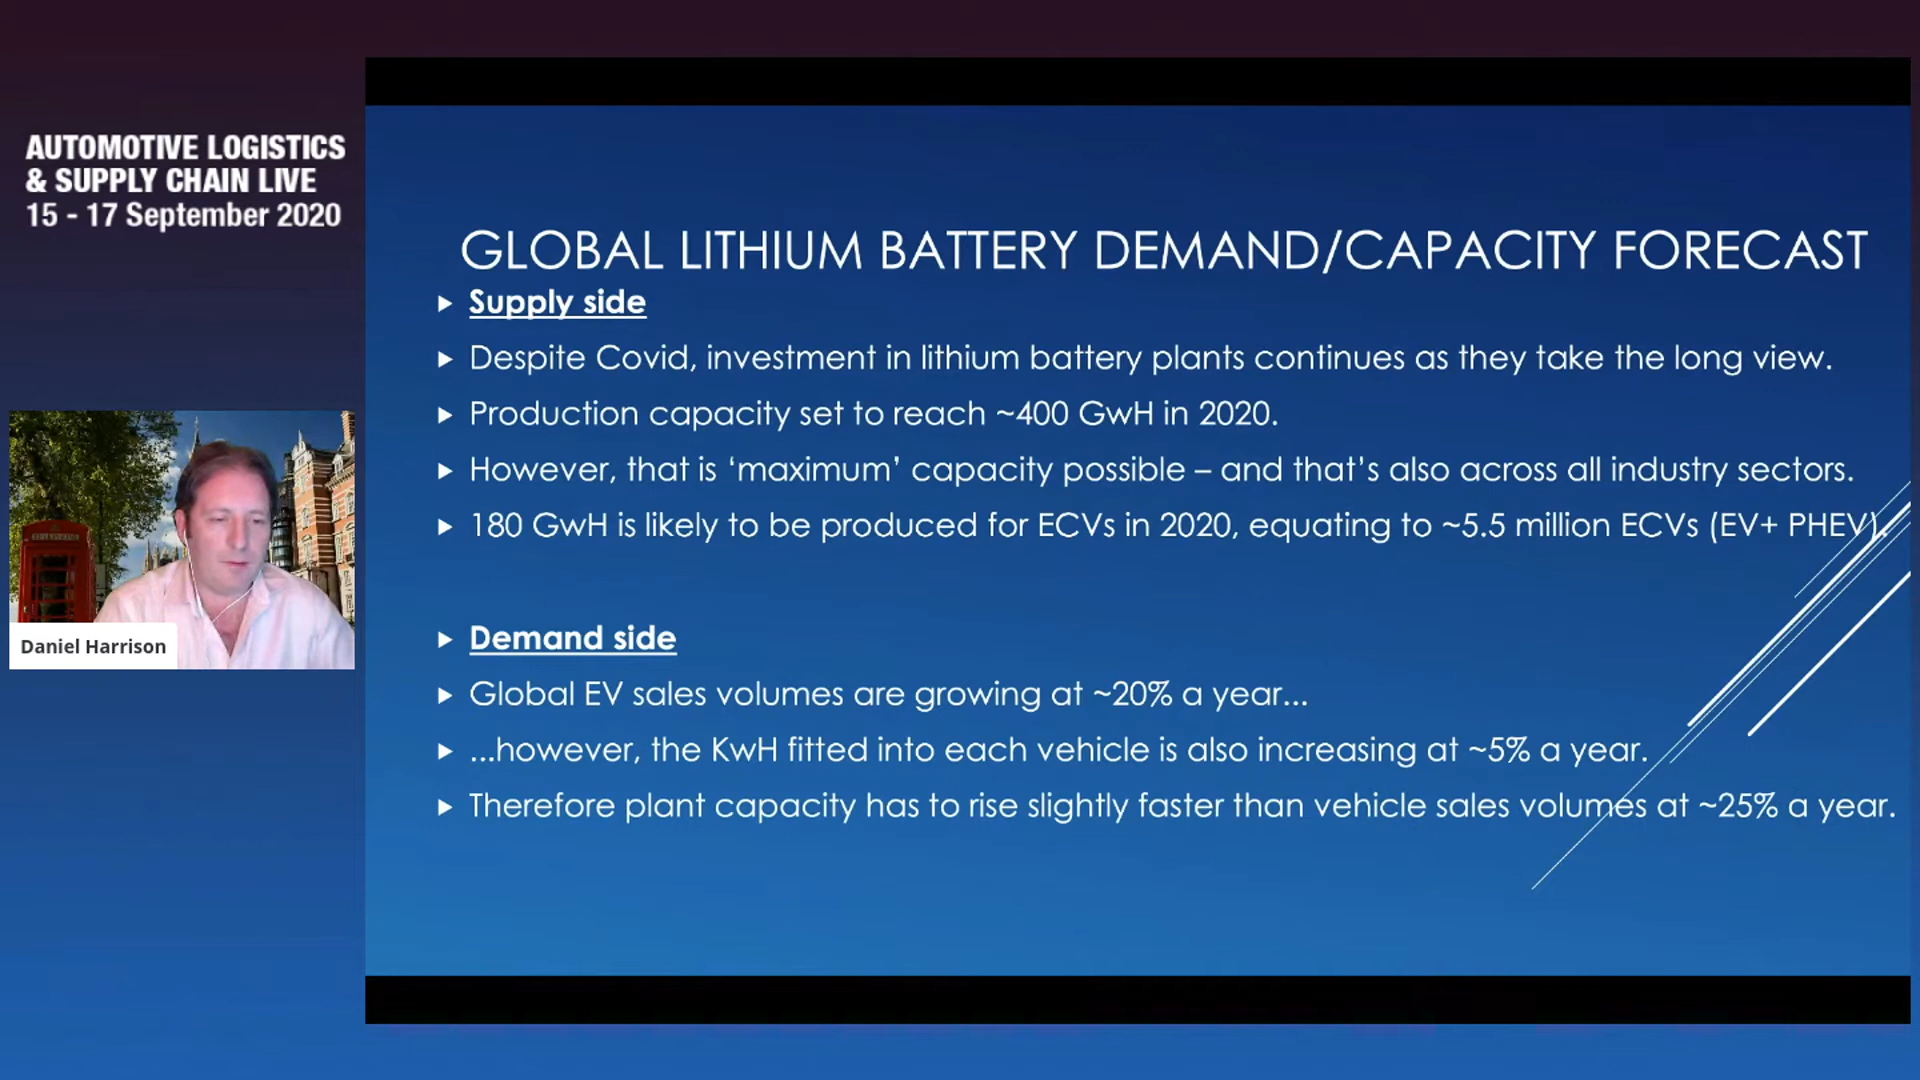 AUTOMOTIVE LOGISTICS
& SUPPLY CHAIN LIVE
15 - 17 September 2020
Daniel Harrison
GLOBAL LITHIUM BATTERY DEMAND/CAPACITY FORECAST
Supply side
Despite Covid, investment in lithium battery plants continues as they take the long view.
Production capacity set to reach ~400 GwH in 2020.
However, that is ‘maximum’ capacity possible – and that’s also across all industry sectors.
180 GwH is likely to be produced for ECVs in 2020, equating to ~5.5 million ECVs (EV+ PHEV).
Demand side
Global EV sales volumes are growing at ~20% a year...
...however, the KwH fitted into each vehicle is also increasing at ~5% a year.
Therefore plant capacity has to rise slightly faster than vehicle sales volumes at ~25% a year.